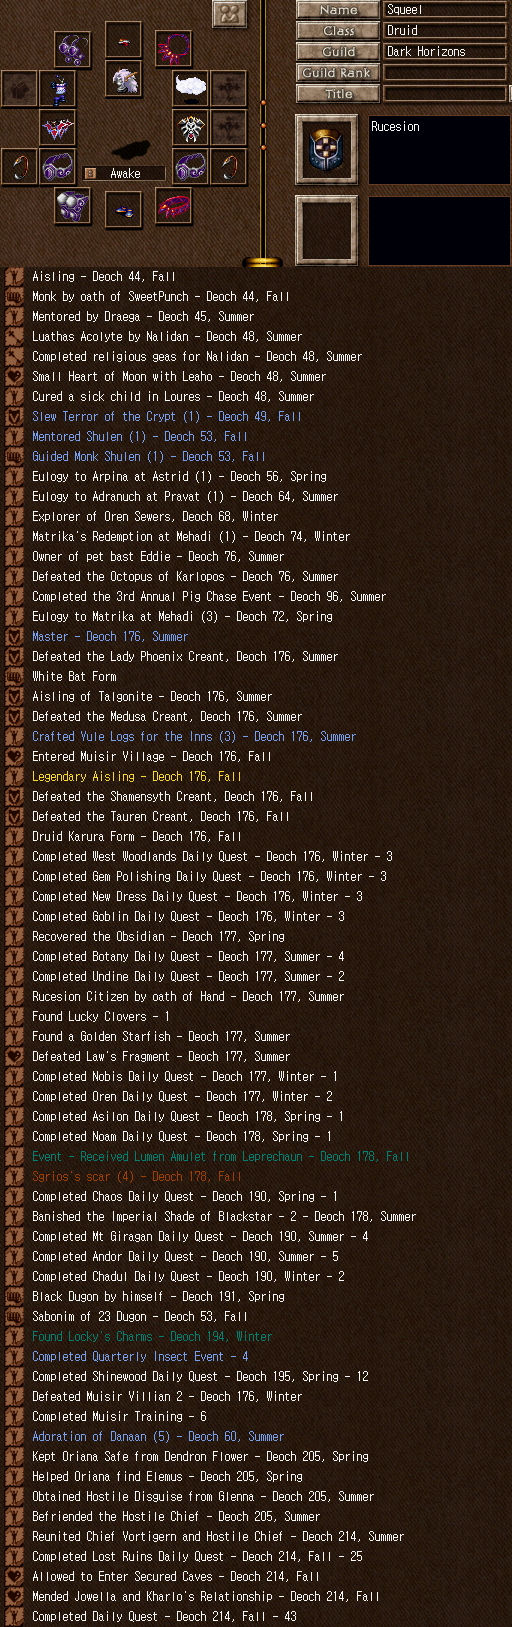 Name Squeel
Class Druid
Guild Dark Horizons
Guild Rank
Title
Rucesion
Awake
Aisling - Deoch 44, Fall
Monk by oath of SweetPunch - Deoch 44, Fall
Mentored by Draega - Deoch 45, Summer
Luathas Acolyte by Nalidan - Deoch 48, Summer
Completed religious geas for Nalidan - Deoch 48, Summer
Small Heart of Moon with Leaho - Deoch 48, Summer
Cured a sick child in Loures - Deoch 48, Summer
Slew Terror of the Crypt (1) - Deoch 49, Fall
Mentored Shulen (1) - Deoch 53, Fall
Guided Monk Shulen (1) - Deoch 53, Fall
Eulogy to Arpina at Astrid (1) - Deoch 56, Spring
Eulogy to Adranuch at Pravat (1) - Deoch 64, Summer
Explorer of Oren Sewers, Deoch 68, Winter
Matrika's Redemption at Mehadi (1) - Deoch 74, Winter
Owner of pet bast Eddie - Deoch 76, Summer
Defeated the Octopus of Karlopos - Deoch 76, Summer
Completed the 3rd Annual Pig Chase Event - Deoch 96, Summer
Eulogy to Matrika at Mehadi (3) - Deoch 72, Spring
Master - Deoch 176, Summer
Defeated the Lady Phoenix Creant, Deoch 176, Summer
White Bat Form
Aisling of Talgonite - Deoch 176, Summer
Defeated the Medusa Creant, Deoch 176, Summer
Crafted Yule Logs for the Inns (3) - Deoch 176, Summer
Entered Muisir Village - Deoch 176, Fall
Legendary Aisling - Deoch 176, Fall
Defeated the Shamensyth Creant, Deoch 176, Fall
Defeated the Tauren Creant, Deoch 176, Fall
Druid Karura Form - Deoch 176, Fall
Completed West Woodlands Daily Quest - Deoch 176, Winter - 3
Completed Gem Polishing Daily Quest - Deoch 176, Winter - 3
Completed New Dress Daily Quest - Deoch 176, Winter - 3
Completed Goblin Daily Quest - Deoch 176, Winter - 3
Recovered the Obsidian - Deoch 177, Spring
Completed Botany Daily Quest - Deoch 177, Summer - 4
Completed Undine Daily Quest - Deoch 177, Summer - 2
Rucesion Citizen by oath of Hand - Deoch 177, Summer
Found Lucky Clovers - 1
Found a Golden Starfish - Deoch 177, Summer
Defeated Law's Fragment - Deoch 177, Summer
Completed Nobis Daily Quest - Deoch 177, Winter - 1
Completed Oren Daily Quest - Deoch 177, Winter - 2
Completed Asilon Daily Quest - Deoch 178, Spring - 1
Completed Noam Daily Quest - Deoch 178, Spring - 1
Event - Received Lumen Amulet from Leprechaun - Deoch 178, Fall
Sgrios's scar (4) - Deoch 178, Fall
Completed Chaos Daily Quest - Deoch 190, Spring - 1
Banished the Imperial Shade of Blackstar - 2 - Deoch 178, Summer
Completed Mt Giragan Daily Quest - Deoch 190, Summer - 4
Completed Andor Daily Quest - Deoch 190, Summer - 5
Completed Chadul Daily Quest - Deoch 190, Winter - 2
Black Dugon by himself - Deoch 191, Spring
Sabonim of 23 Dugon - Deoch 53, Fall
Found Locky's Charms - Deoch 194, Winter
Completed Quarterly Insect Event - 4
Completed Shinewood Daily Quest - Deoch 195, Spring - 12
Defeated Muisir Villian 2 - Deoch 176, Winter
Completed Muisir Training - 6
Adoration of Danaan (5) - Deoch 60, Summer
Kept Oriana Safe from Dendron Flower - Deoch 205, Spring
Helped Oriana find Elemus - Deoch 205, Spring
Obtained Hostile Disguise from Glenna - Deoch 205, Summer
Befriended the Hostile Chief - Deoch 205, Summer
Reunited Chief Vortigern and Hostile Chief - Deoch 214, Summer
Completed Lost Ruins Daily Quest - Deoch 214, Fall - 25
Allowed to Enter Secured Caves - Deoch 214, Fall
Mended Jowella and Kharlo's Relationship - Deoch 214, Fall
Completed Daily Quest - Deoch 214, Fall - 43